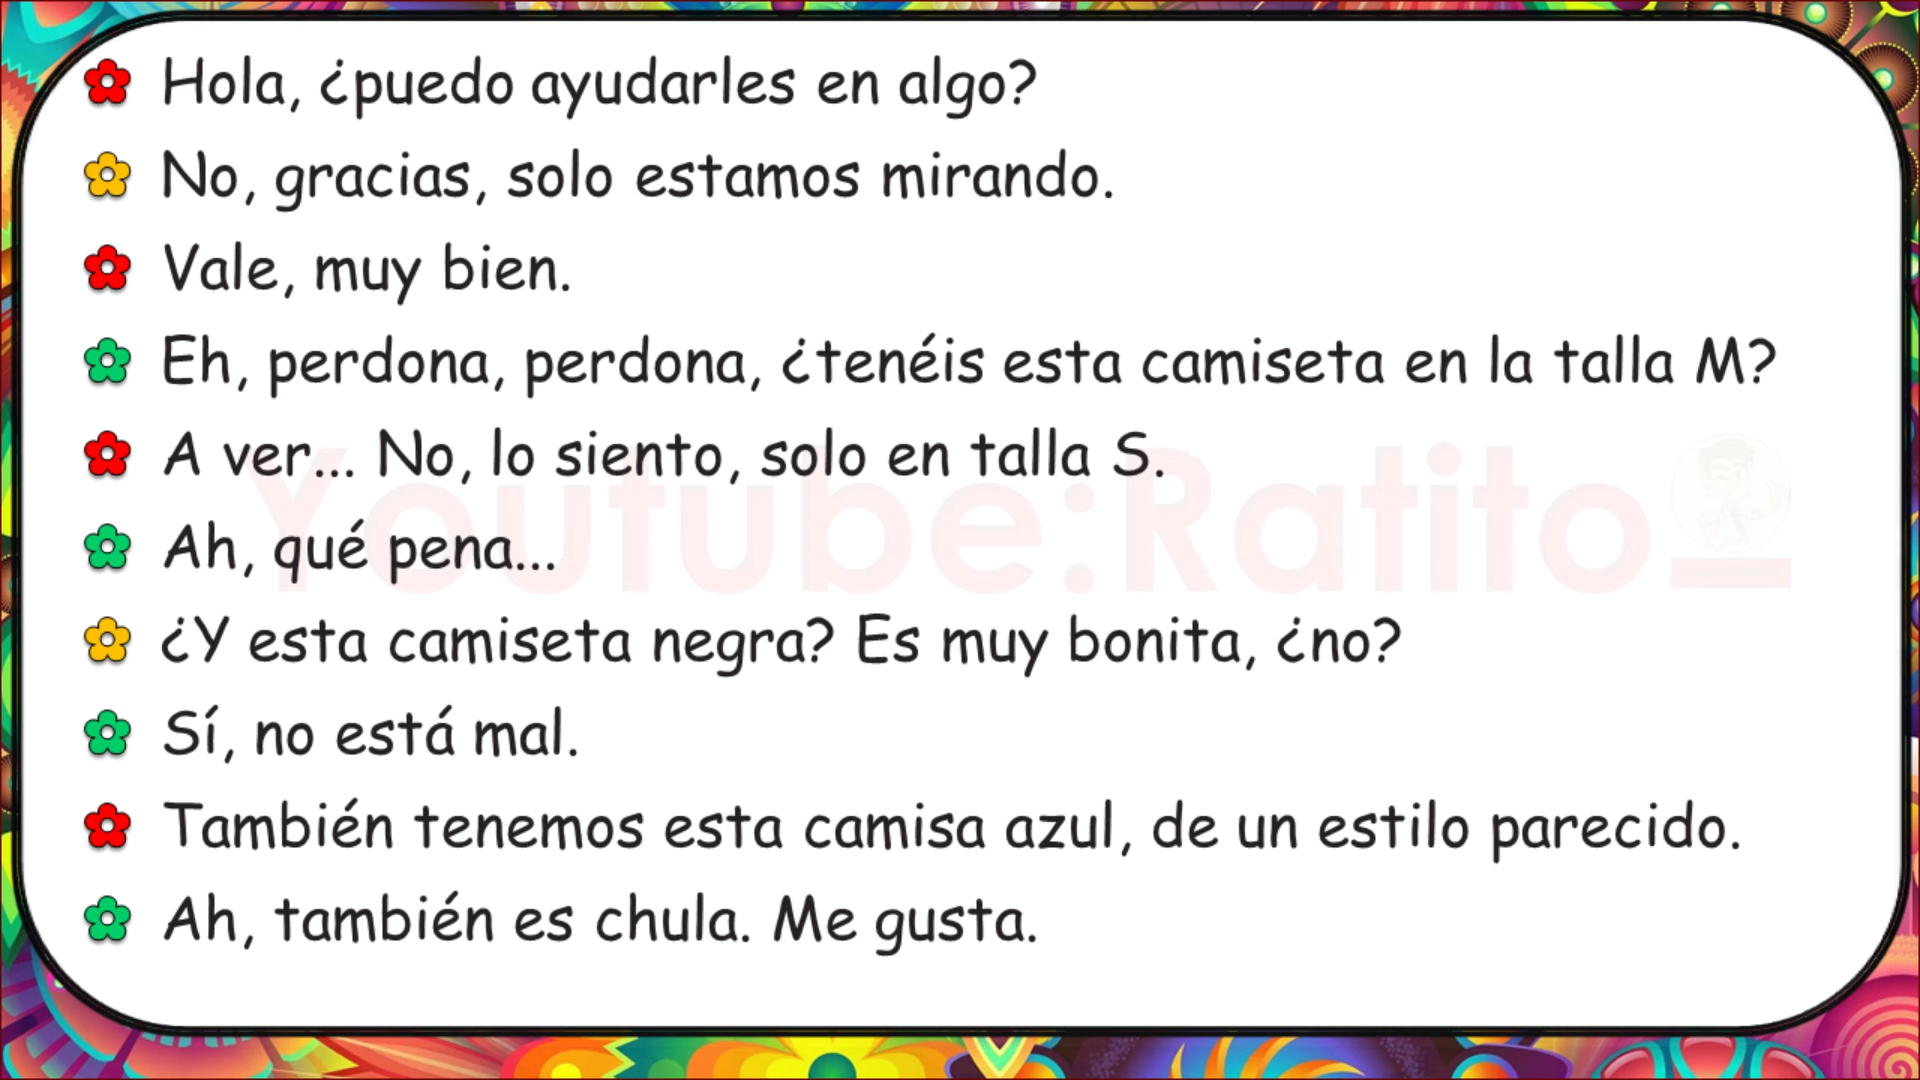 Hola, ¿puedo ayudarles en algo?
No, gracias, solo estamos mirando.
Vale, muy bien.
Eh, perdona, perdona, ¿tenéis esta camiseta en la talla M?
A ver... No, lo siento, solo en talla S.
Youtube:Ratito
Ah, qué pena...
¿Y esta camiseta negra? Es muy bonita, ¿no?
Sí, no está mal.
También tenemos esta camisa azul, de un estilo parecido.
Ah, también es chula. Me gusta.